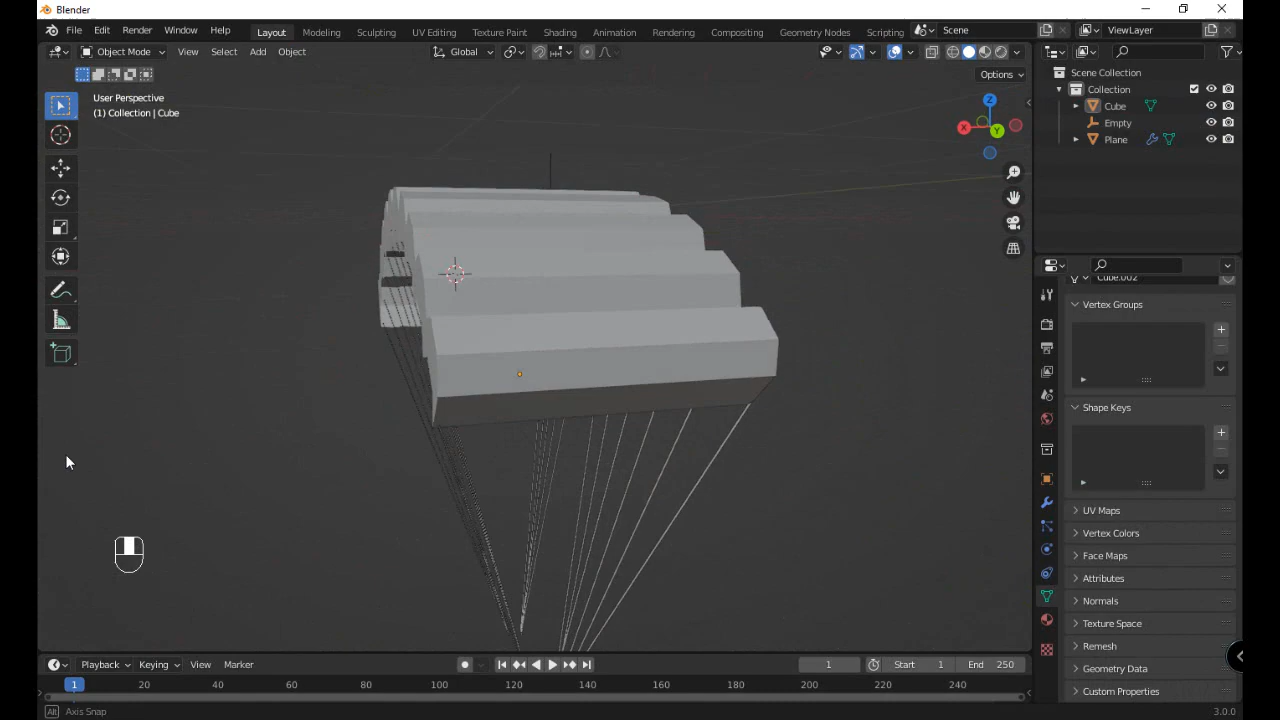 Blender
File Edit Render Window Help Layout Modeling Sculpting UV Editing Texture Paint Shading Animation Rendering Compositing Geometry Nodes Scripting Scene ViewLayer
Object Mode View Select Add Object Global
Options
User Perspective
(1) Collection | Cube
Z
X
Y
Scene Collection
Collection
Cube
Empty
Plane
Cube.002
Vertex Groups
Shape Keys
UV Maps
Vertex Colors
Face Maps
Attributes
Normals
Texture Space
Remesh
Geometry Data
Custom Properties
Playback Keying View Marker 1 Start 1 End 250
1 20 40 60 80 100 120 140 160 180 200 220 240
Alt Axis Snap 3.0.0